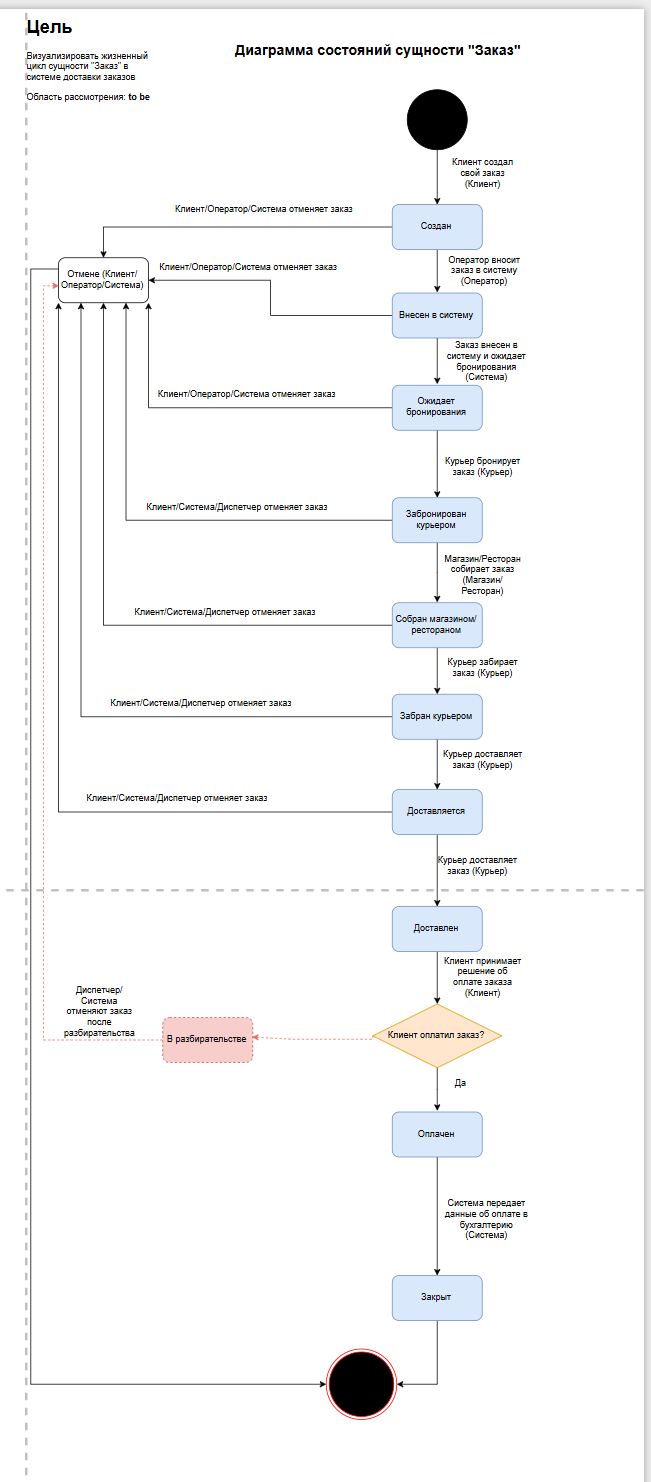 Цель
Визуализировать жизненный
цикл сущности "Заказ" в
системе доставки заказов
Область рассмотрения: to be
Диаграмма состояний сущности "Заказ"
Клиент создал
свой заказ
(Клиент)
Клиент/Оператор/Система отменяет заказ
Создан
Оператор вносит
заказ в систему
(Оператор)
Отмене (Клиент/
Оператор/Система)
Клиент/Оператор/Система отменяет заказ
Внесен в систему
Заказ внесен в
систему и ожидает
бронирования
(Система)
Клиент/Оператор/Система отменяет заказ
Ожидает
бронирования
Курьер бронирует
заказ (Курьер)
Клиент/Система/Диспетчер отменяет заказ
Забронирован
курьером
Магазин/Ресторан
собирает заказ
(Магазин/
Ресторан)
Клиент/Система/Диспетчер отменяет заказ
Собран магазином/
рестораном
Курьер забирает
заказ (Курьер)
Клиент/Система/Диспетчер отменяет заказ
Забран курьером
Курьер доставляет
заказ (Курьер)
Клиент/Система/Диспетчер отменяет заказ
Доставляется
Курьер доставляет
заказ (Курьер)
Доставлен
Клиент принимает
решение об
оплате заказа
(Клиент)
Диспетчер/
Система
отменяют заказ
после
разбирательства
В разбирательстве
Клиент оплатил заказ?
Да
Оплачен
Система передает
данные об оплате в
бухгалтерию
(Система)
Закрыт